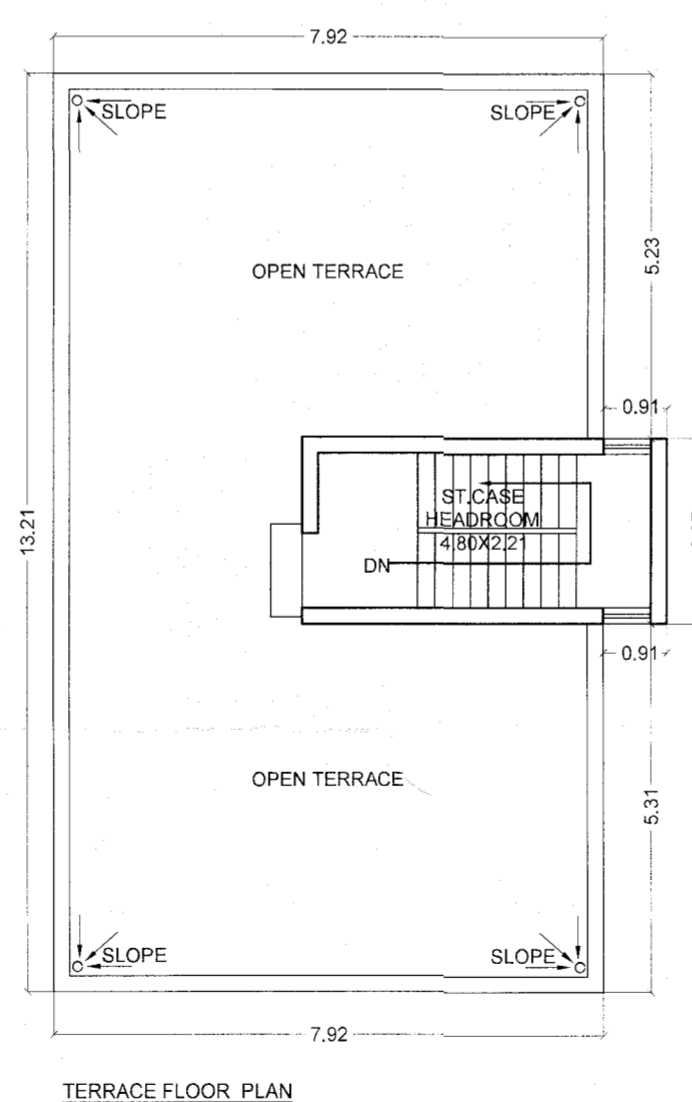 7.92
SLOPE
SLOPE
OPEN TERRACE
5.23
0.91
ST.CASE
HEADROOM
4.80X2.21
DN
13.21
0.91
OPEN TERRACE
5.31
SLOPE
SLOPE
7.92
TERRACE FLOOR PLAN